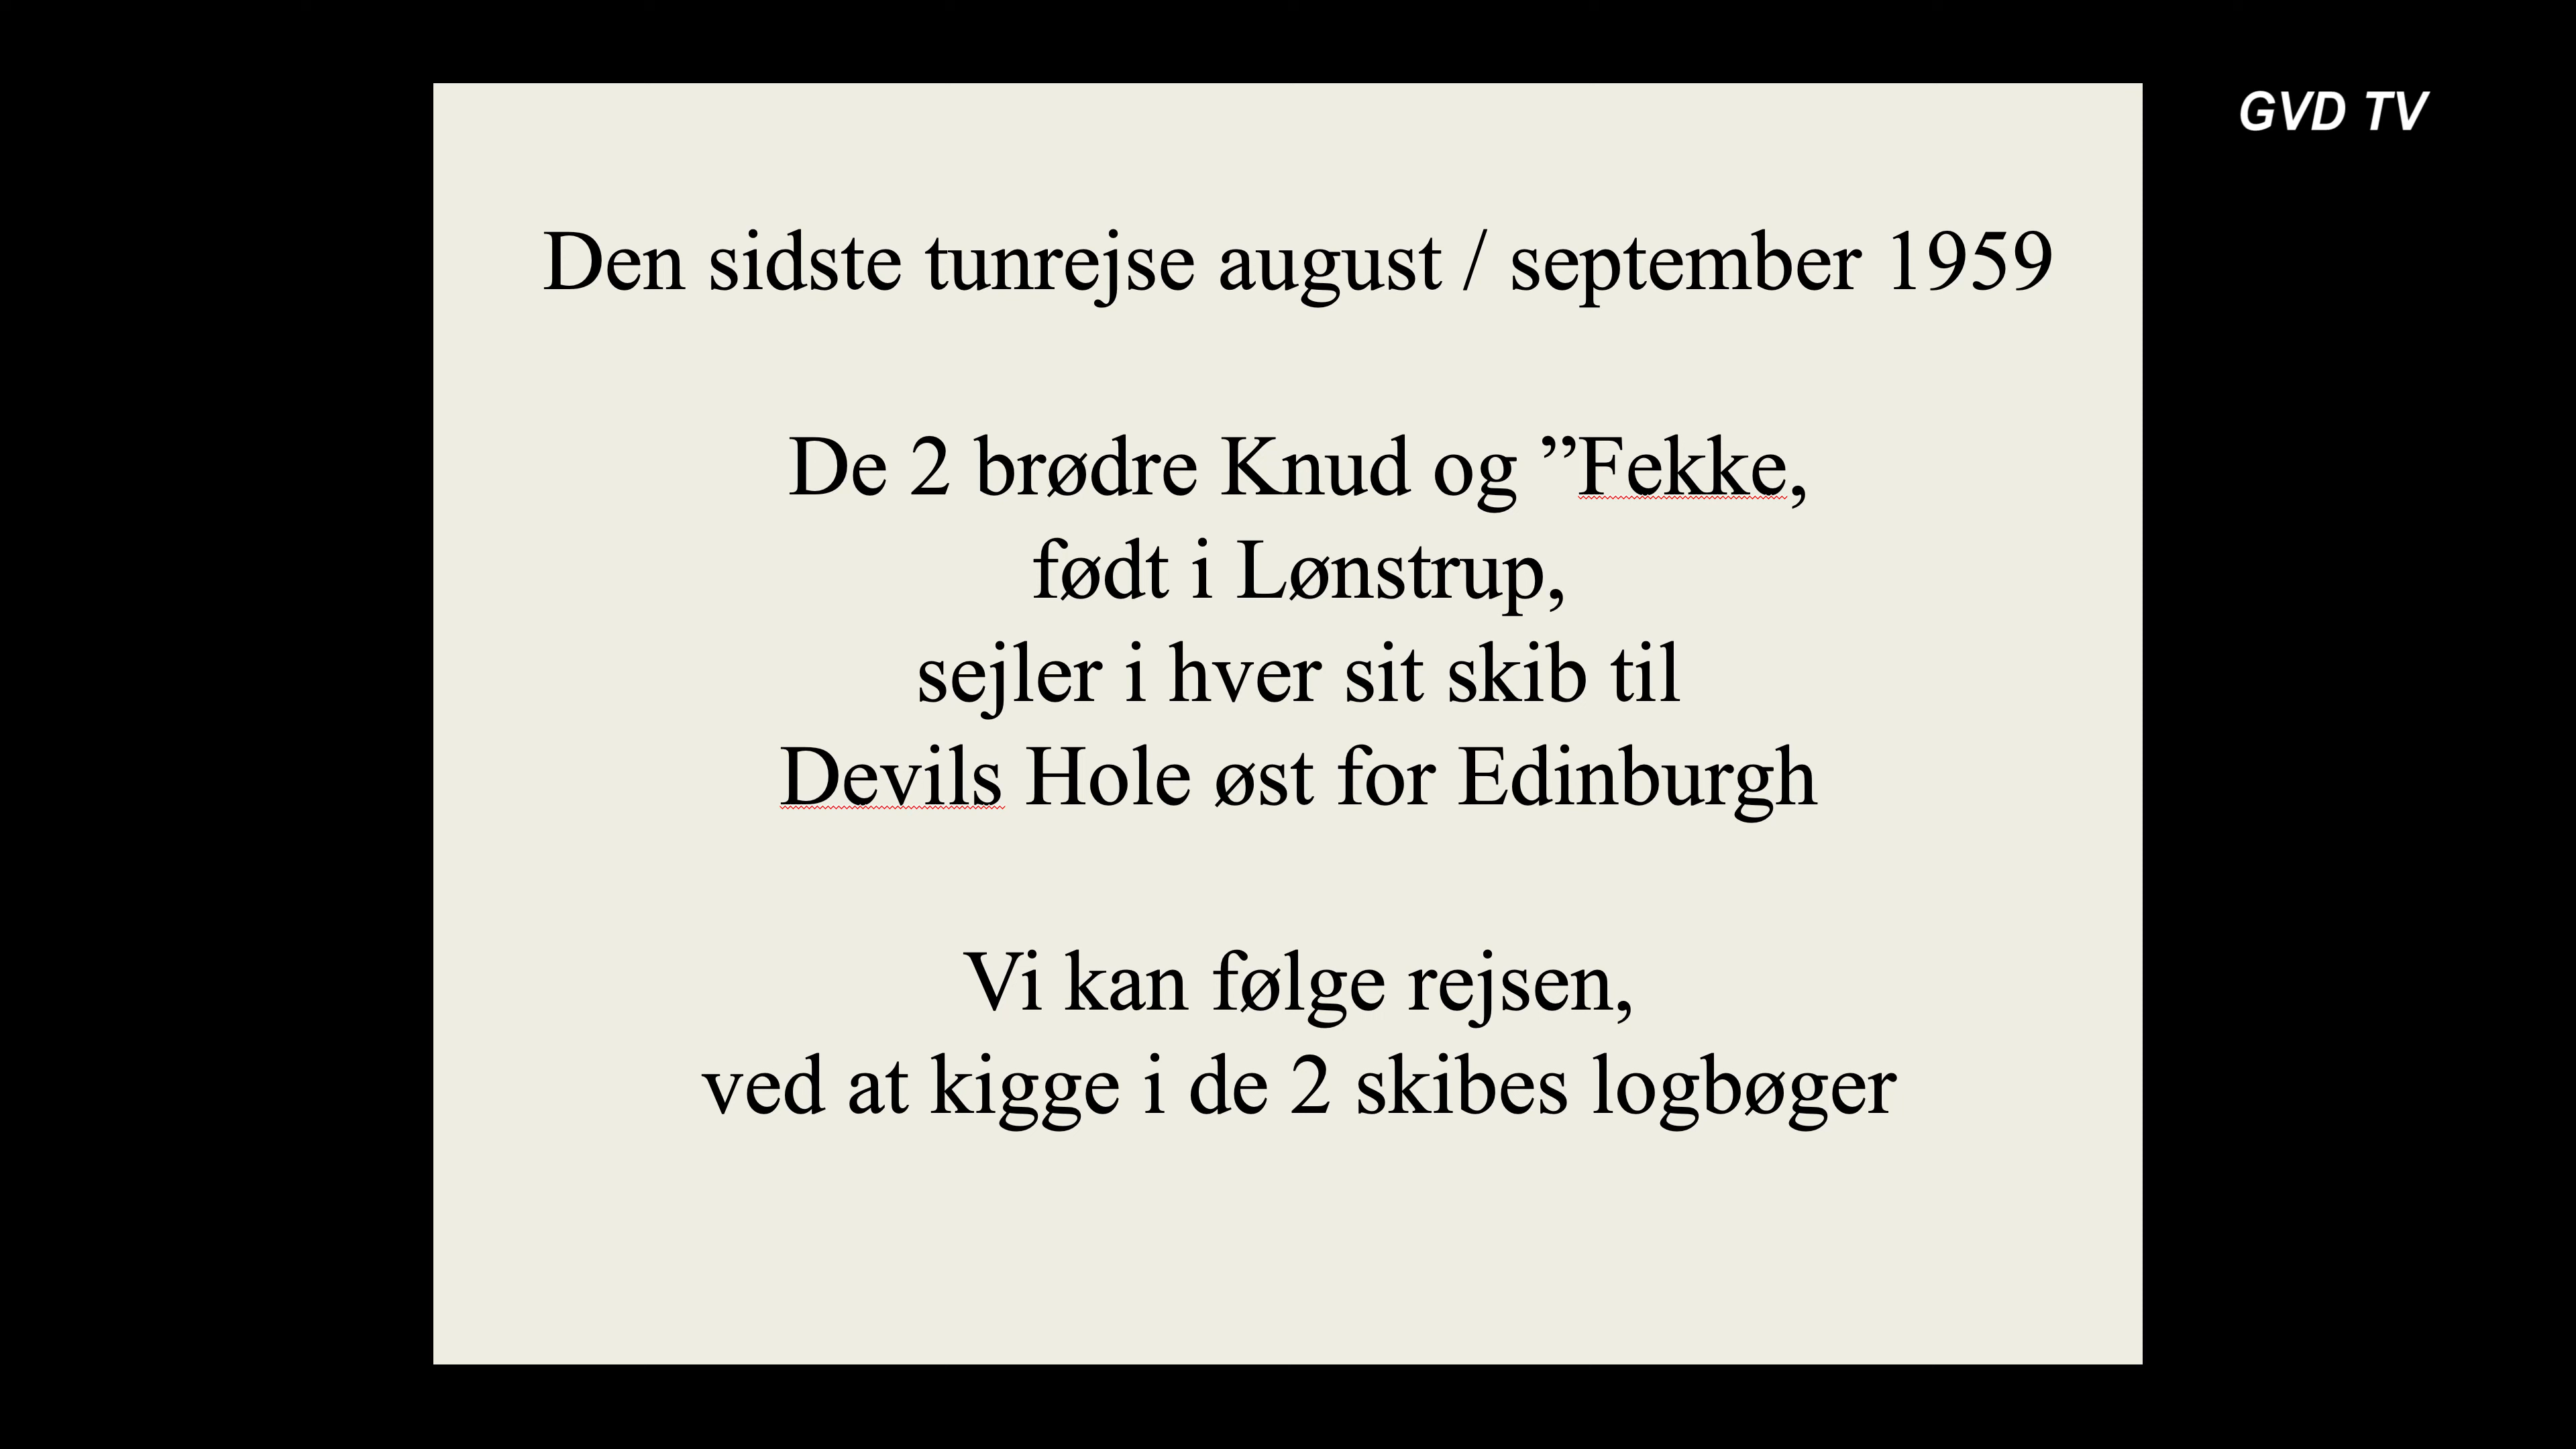 GVD TV
Den sidste tunrejse august / september 1959
De 2 brødre Knud og ”Fekke,
født i Lønstrup,
sejler i hver sit skib til
Devils Hole øst for Edinburgh
Vi kan følge rejsen,
ved at kigge i de 2 skibes logbøger